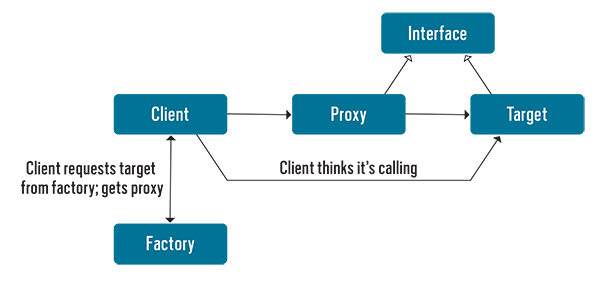 Interface
Client
Proxy
Target
Client requests target
from factory; gets proxy
Client thinks it's calling
Factory